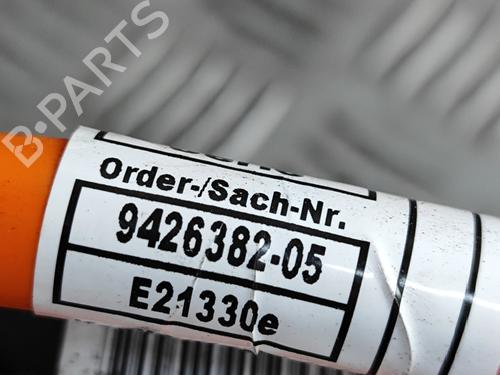 B-PARTS
Order-/Sach-Nr.
9426382-05
E21330e